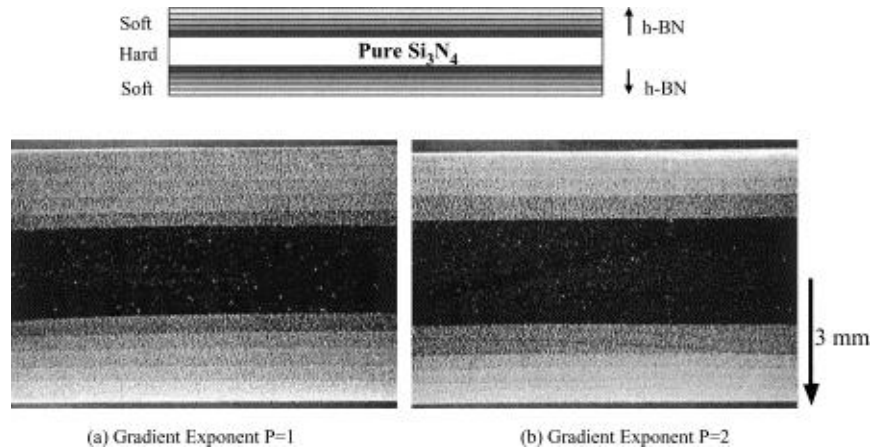 Soft
h-BN
Hard
Pure Si₃N₄
Soft
h-BN
3 mm
(a) Gradient Exponent P=1
(b) Gradient Exponent P=2